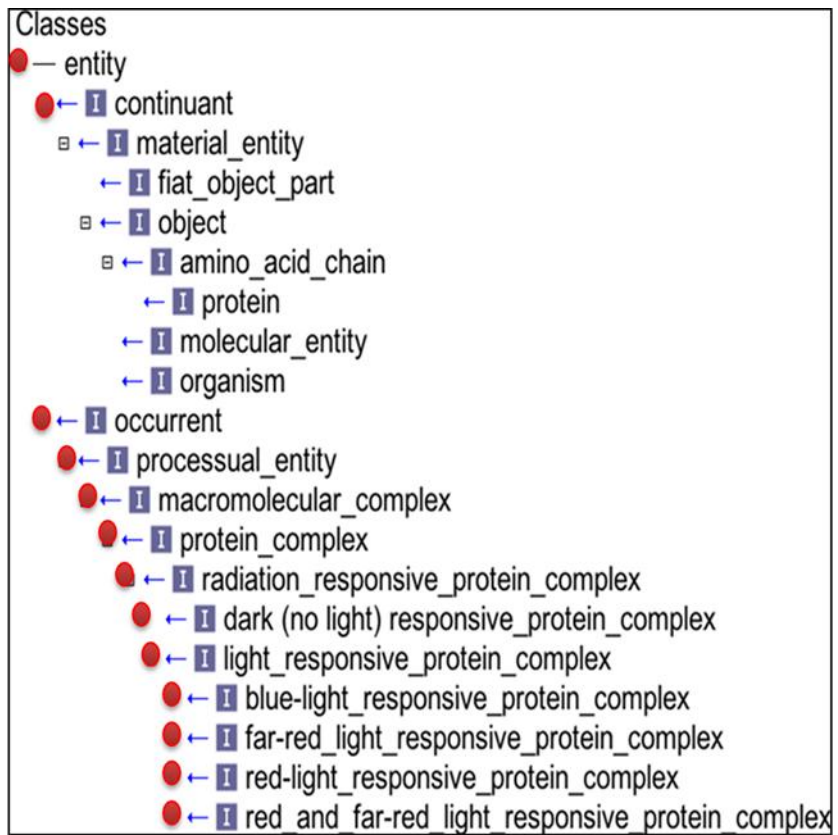 Classes
entity
I continuant
I material_entity
I fiat_object_part
I object
I amino_acid_chain
I protein
I molecular_entity
I organism
I occurrent
I processual_entity
I macromolecular_complex
I protein_complex
I radiation_responsive_protein_complex
I dark (no light) responsive_protein_complex
I light_responsive_protein_complex
I blue-light_responsive_protein_complex
I far-red_light_responsive_protein_complex
I red-light_responsive_protein_complex
I red_and_far-red_light_responsive_protein_complex